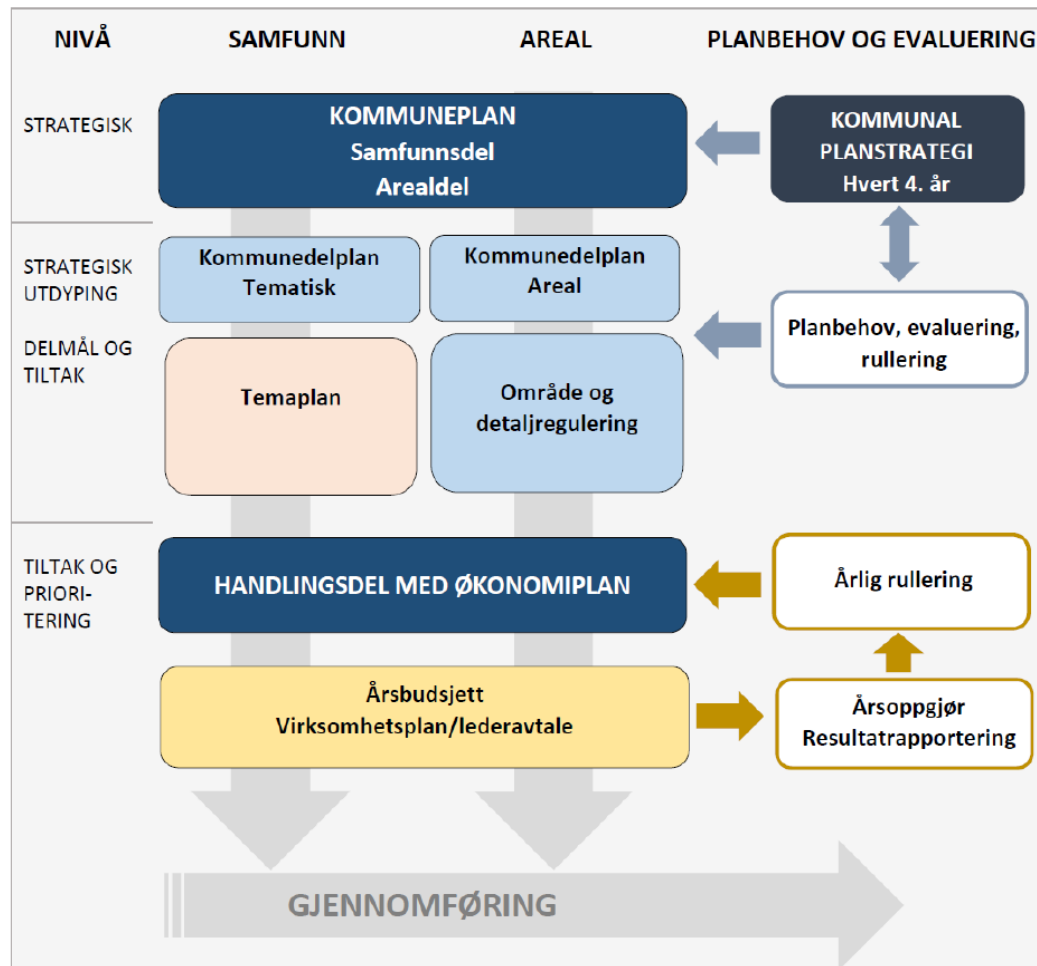 NIVÅ
SAMFUNN
AREAL
PLANBEHOV OG EVALUERING
STRATEGISK
KOMMUNEPLAN
Samfunnsdel
Arealdel
KOMMUNAL
PLANSTRATEGI
Hvert 4. år
STRATEGISK
UTDYPING
Kommunedelplan
Tematisk
Kommunedelplan
Areal
Planbehov, evaluering,
rullering
DELMÅL OG
TILTAK
Temaplan
Område og
detaljregulering
TILTAK OG
PRIORI-
TERING
HANDLINGSDEL MED ØKONOMIPLAN
Årlig rullering
Årsbudsjett
Virksomhetsplan/lederavtale
Årsoppgjør
Resultatrapportering
GJENNOMFØRING